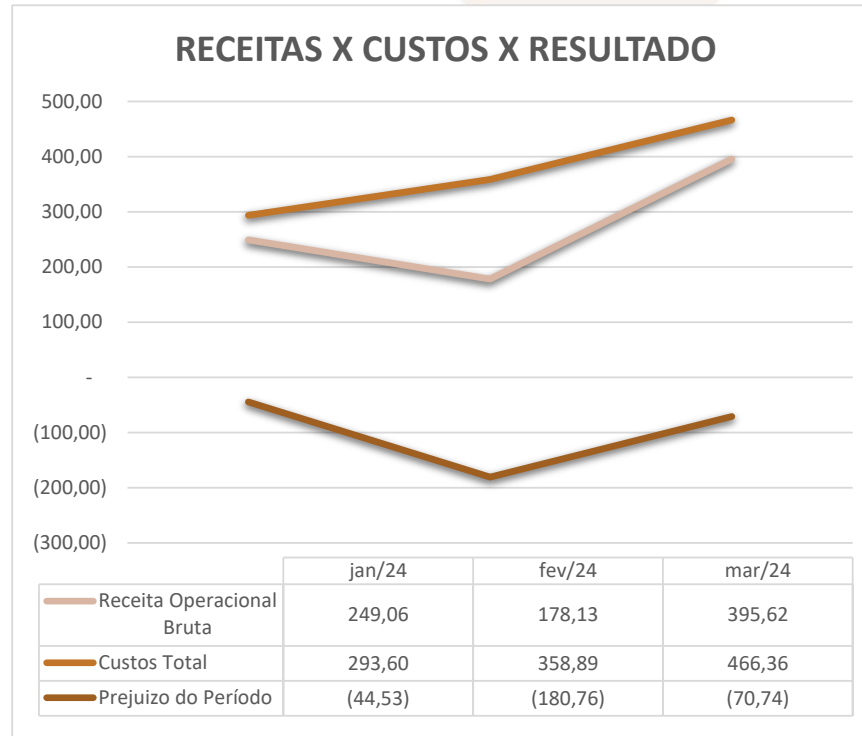 RECEITAS X CUSTOS X RESULTADO
500,00
400,00
300,00
200,00
100,00
-
(100,00)
(200,00)
(300,00)
jan/24 fev/24 mar/24
Receita Operacional
Bruta 249,06 178,13 395,62
Custos Total 293,60 358,89 466,36
Prejuizo do Período (44,53) (180,76) (70,74)